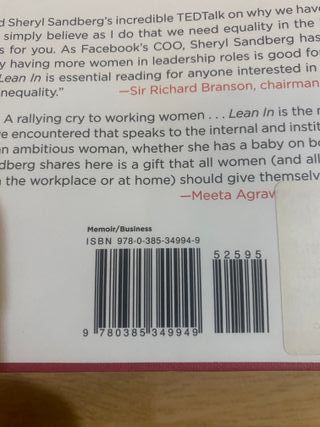 d Sheryl Sandberg's incredible TEDTalk on why we have
simply believe as I do that we need equality in the
s for you. As Facebook's COO, Sheryl Sandberg has
y having more women in leadership roles is good for
Lean In is essential reading for anyone interested in
nequality."
—Sir Richard Branson, chairman
A rallying cry to working women . . . Lean In is the m
ve encountered that speaks to the internal and instit
n ambitious woman, whether she has a baby on bo
dberg shares here is a gift that all women (and all
n the workplace or at home) should give themselve
—Meeta Agraw
Memoir/Business
ISBN 978-0-385-34994-9
52595
9 780385 349949